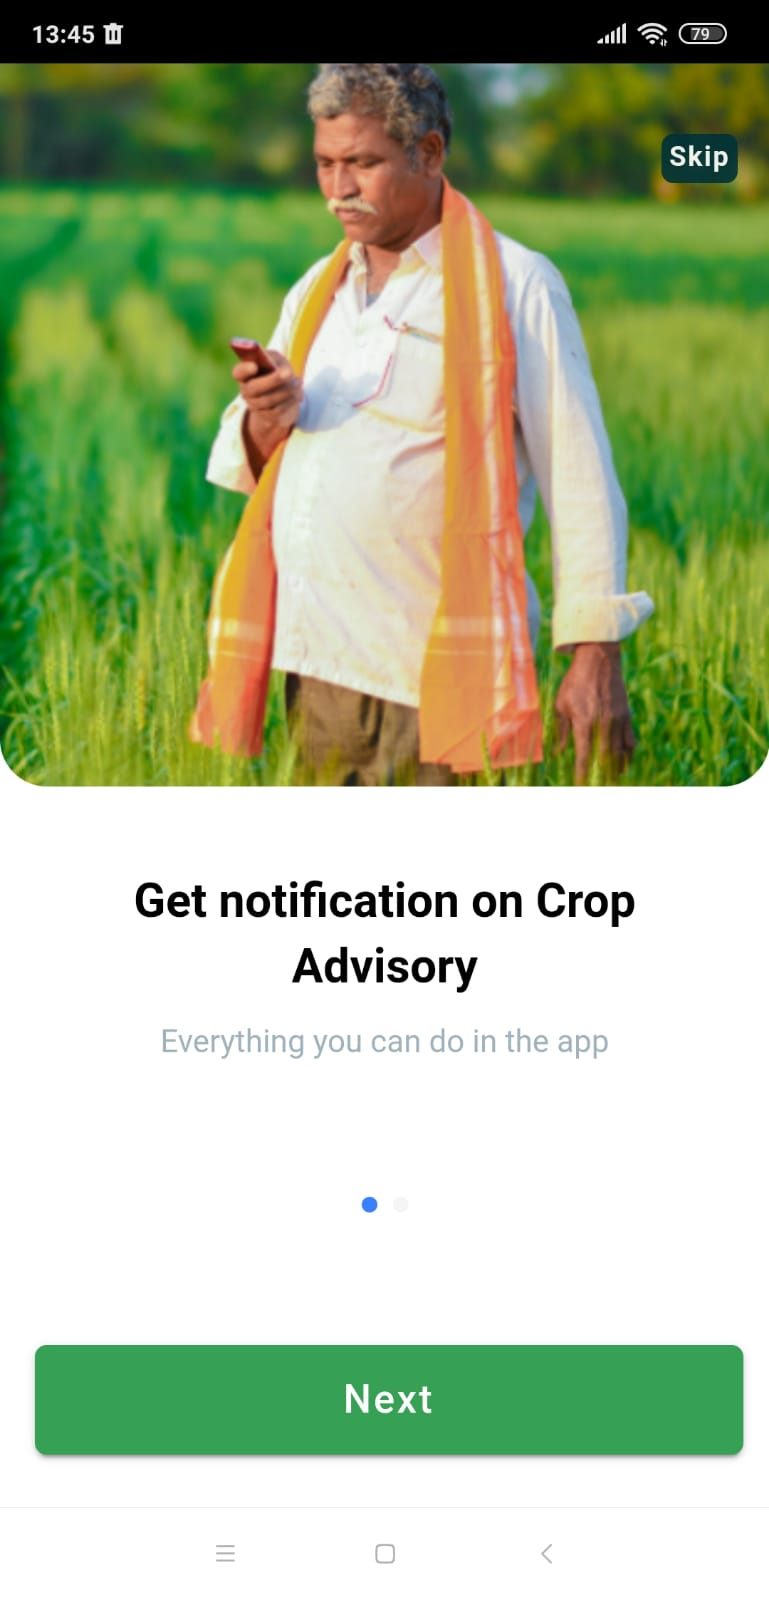 13:45
79
Skip
Get notification on Crop
Advisory
Everything you can do in the app
Next